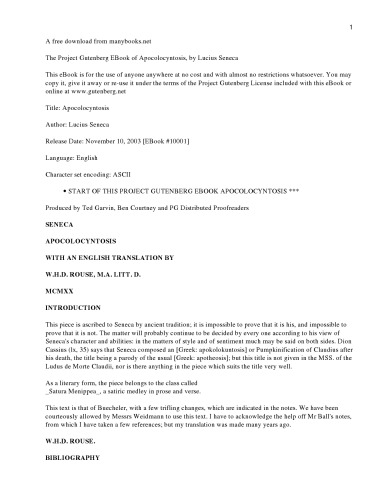 1
A free download from manybooks.net
The Project Gutenberg EBook of Apocolocyntosis, by Lucius Seneca
This eBook is for the use of anyone anywhere at no cost and with almost no restrictions whatsoever. You may
copy it, give it away or re-use it under the terms of the Project Gutenberg License included with this eBook or
online at www.gutenberg.net
Title: Apocolocyntosis
Author: Lucius Seneca
Release Date: November 10, 2003 [EBook #10001]
Language: English
Character set encoding: ASCII
• START OF THIS PROJECT GUTENBERG EBOOK APOCOLOCYNTOSIS ***
Produced by Ted Garvin, Ben Courtney and PG Distributed Proofreaders
SENECA
APOCOLOCYNTOSIS
WITH AN ENGLISH TRANSLATION BY
W.H.D. ROUSE, M.A. LITT. D.
MCMXX
INTRODUCTION
This piece is ascribed to Seneca by ancient tradition; it is impossible to prove that it is his, and impossible to
prove that it is not. The matter will probably continue to be decided by every one according to his view of
Seneca's character and abilities: in the matters of style and of sentiment much may be said on both sides. Dion
Cassius (lx, 35) says that Seneca composed an [Greek: apokolokuntosis] or Pumpkinification of Claudius after
his death, the title being a parody of the usual [Greek: apotheosis]; but this title is not given in the MSS. of the
Ludus de Morte Claudii, nor is there anything in the piece which suits the title very well.
As a literary form, the piece belongs to the class called
_Satura Menippea_, a satiric medley in prose and verse.
This text is that of Buecheler, with a few trifling changes, which are indicated in the notes. We have been
courteously allowed by Messrs Weidmann to use this text. I have to acknowledge the help off Mr Ball's notes,
from which I have taken a few references; but my translation was made many years ago.
W.H.D. ROUSE.
BIBLIOGRAPHY